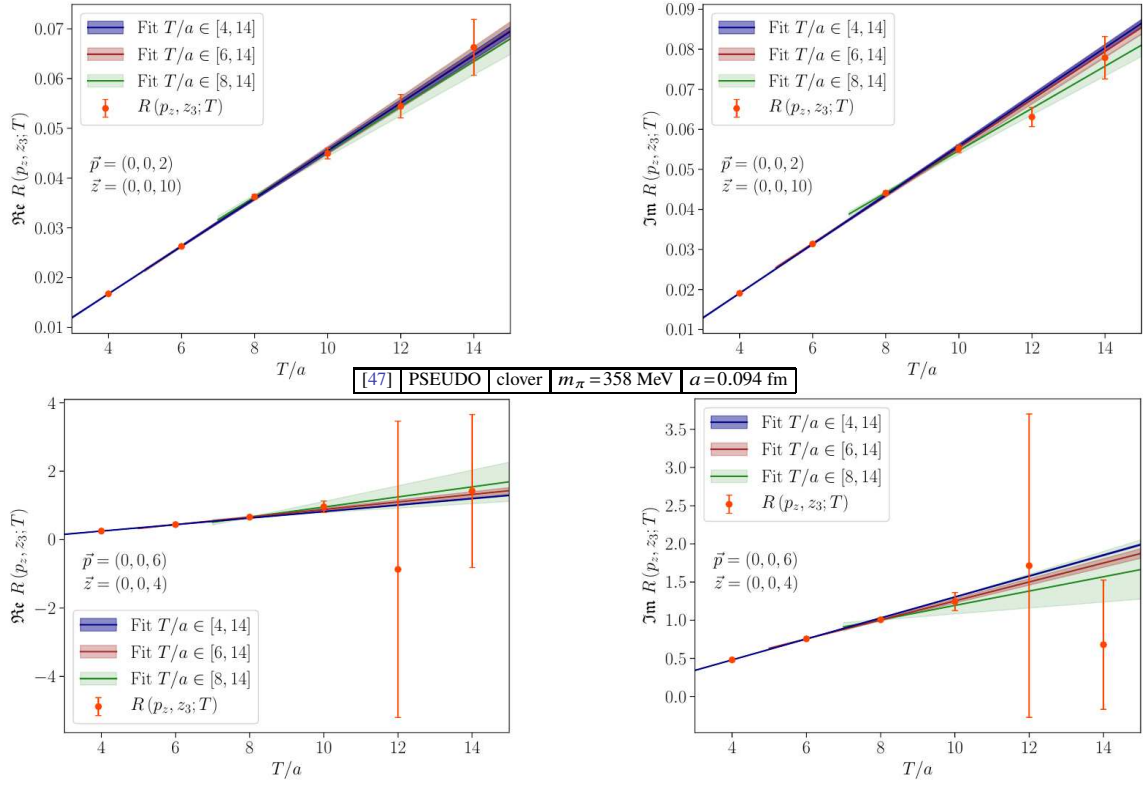 0.07
0.06
0.05
0.04
0.03
0.02
0.01
ℜ𝔢 R (p_z, z_3; T)
Fit T/a ∈ [4, 14]
Fit T/a ∈ [6, 14]
Fit T/a ∈ [8, 14]
R (p_z, z_3; T)
p⃗ = (0, 0, 2)
z⃗ = (0, 0, 10)
4 6 8 10 12 14
T/a
0.09
0.08
0.07
0.06
0.05
0.04
0.03
0.02
0.01
ℑ𝔪 R (p_z, z_3; T)
Fit T/a ∈ [4, 14]
Fit T/a ∈ [6, 14]
Fit T/a ∈ [8, 14]
R (p_z, z_3; T)
p⃗ = (0, 0, 2)
z⃗ = (0, 0, 10)
4 6 8 10 12 14
T/a
[47] PSEUDO clover m_π=358 MeV a=0.094 fm
4
2
0
−2
−4
ℜ𝔢 R (p_z, z_3; T)
p⃗ = (0, 0, 6)
z⃗ = (0, 0, 4)
Fit T/a ∈ [4, 14]
Fit T/a ∈ [6, 14]
Fit T/a ∈ [8, 14]
R (p_z, z_3; T)
4 6 8 10 12 14
T/a
3.5
3.0
2.5
2.0
1.5
1.0
0.5
0.0
ℑ𝔪 R (p_z, z_3; T)
Fit T/a ∈ [4, 14]
Fit T/a ∈ [6, 14]
Fit T/a ∈ [8, 14]
R (p_z, z_3; T)
p⃗ = (0, 0, 6)
z⃗ = (0, 0, 4)
4 6 8 10 12 14
T/a